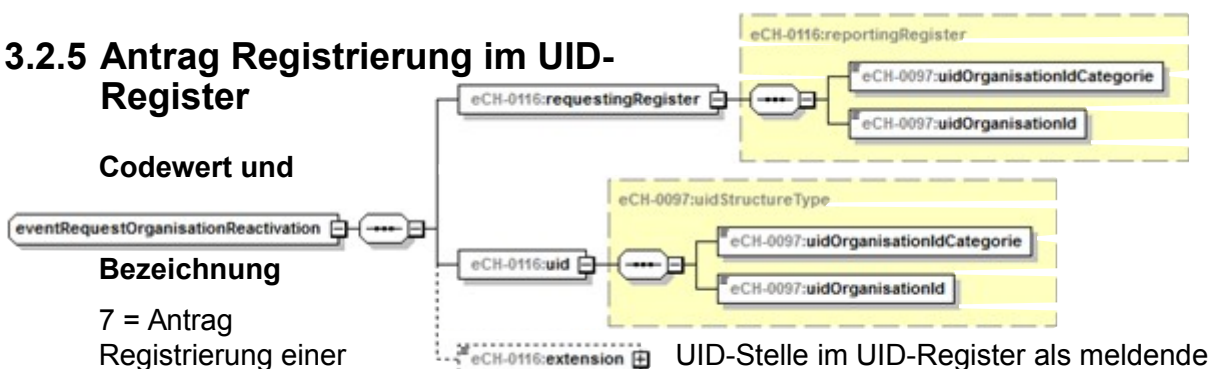 3.2.5 Antrag Registrierung im UID-
Register
eCH-0116:reportingRegister
eCH-0116:requestingRegister
eCH-0097:uidOrganisationIdCategorie
eCH-0097:uidOrganisationId
Codewert und
eCH-0097:uidStructureType
eventRequestOrganisationReactivation
eCH-0116:uid
eCH-0097:uidOrganisationIdCategorie
eCH-0097:uidOrganisationId
Bezeichnung
7 = Antrag
Registrierung einer
eCH-0116:extension
UID-Stelle im UID-Register als meldende